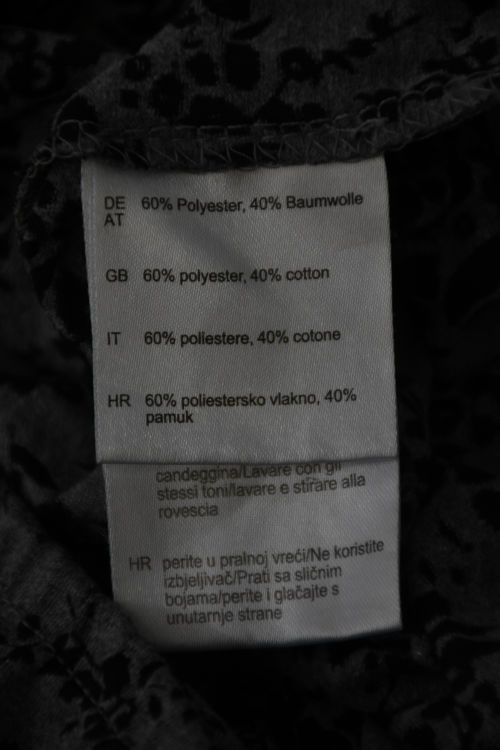 DE 60% Polyester, 40% Baumwolle
AT
GB 60% polyester, 40% cotton
IT 60% poliestere, 40% cotone
HR 60% poliestersko vlakno, 40%
pamuk
candeggina/Lavare con gli
stessi toni/lavare e stirare alla
rovescia
HR perite u pralnoj vreći/Ne koristite
izbjeljivač/Prati sa sličnim
bojama/perite i glačajte s
unutarnje strane